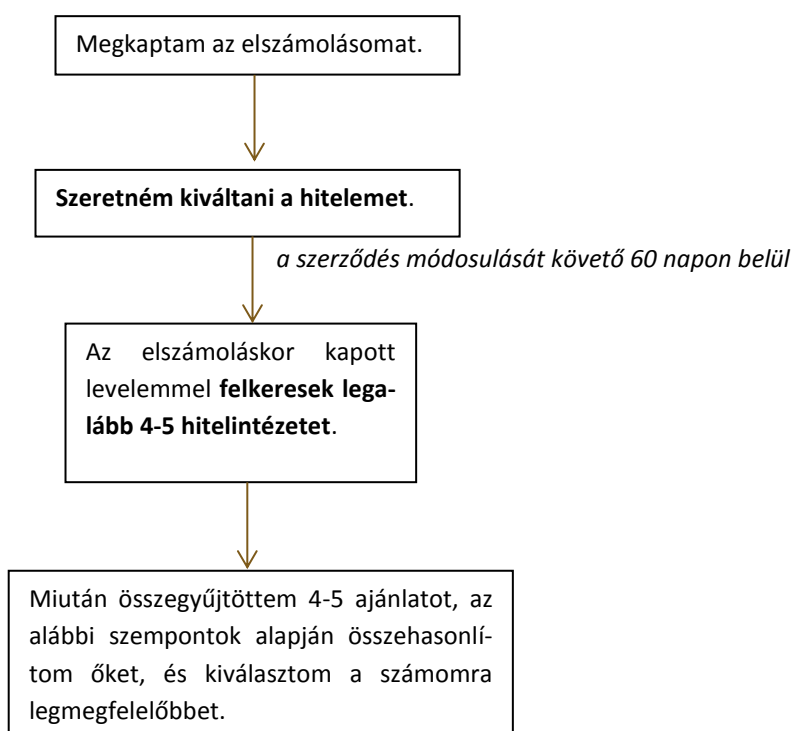 Megkaptam az elszámolásomat.
Szeretném kiváltani a hitelemet.
a szerződés módosulását követő 60 napon belül
Az elszámoláskor kapott
levelemmel felkeresek lega-
lább 4-5 hitelintézetet.
Miután összegyűjtöttem 4-5 ajánlatot, az
alábbi szempontok alapján összehasonlí-
tom őket, és kiválasztom a számomra
legmegfelelőbbet.